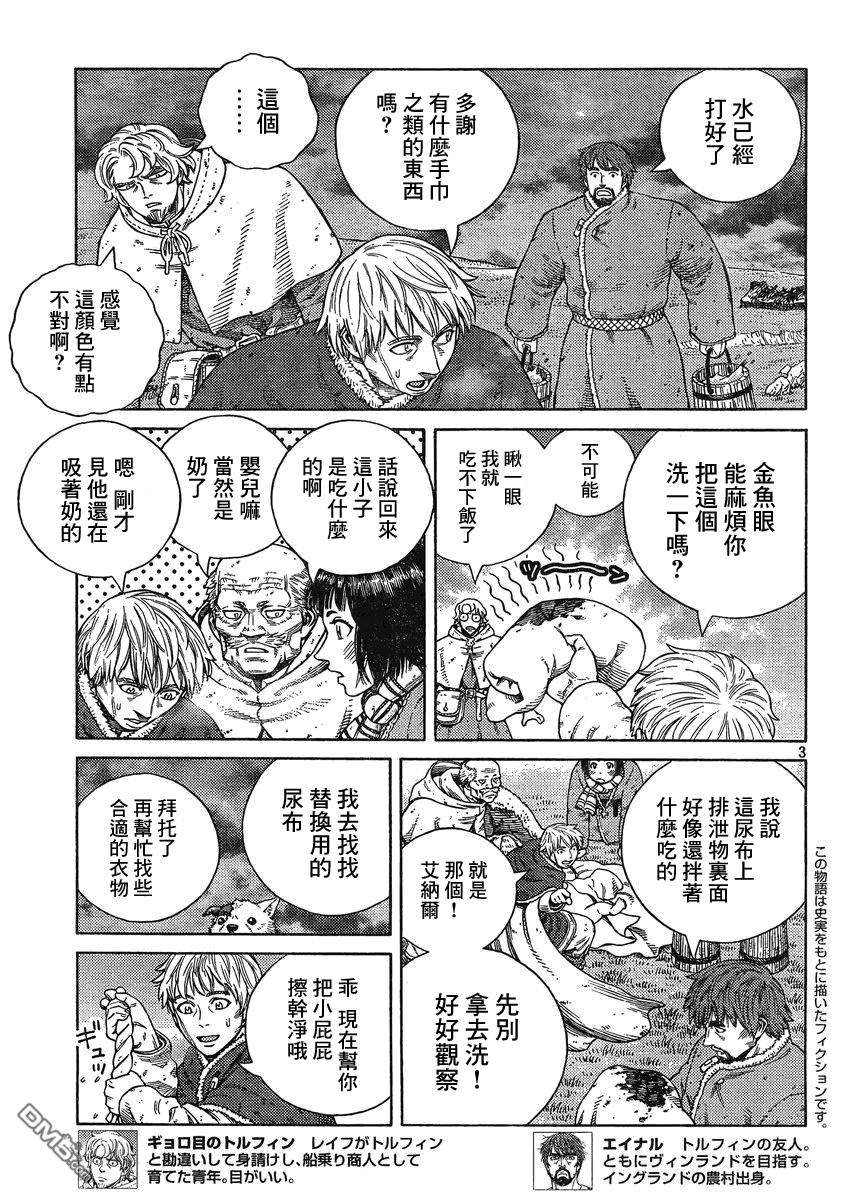 水已經
打好了
多謝
有什麼手巾
之類的東西
嗎？
這個
……
感覺
這顏色有點
不對啊？
金魚眼
能麻煩你
把這個
洗一下嗎？
不可能
瞅一眼
我就
吃不下飯了
話說回來
這小子
是吃什麼
的啊
嬰兒嘛
當然是
奶了
嗯 剛才
見他還在
吸著奶的
3
我說
這尿布上
排泄物裏面
好像還拌著
什麼吃的
就是
那個！
艾納爾
先別
拿去洗！
好好觀察
我去找找
替換用的
尿布
拜托了
再幫忙找些
合適的衣物
乖 現在幫你
把小屁屁
擦幹淨哦
ギュッ
この物語は史実をもとに描いたフィクションです。
ギョロ目のトルフィン レイフがトルフィン
と勘違いして身請けし、船乗り商人として
育てた青年。目がいい。
エイナル トルフィンの友人。
ともにヴィンランドを目指す。
イングランドの農村出身。